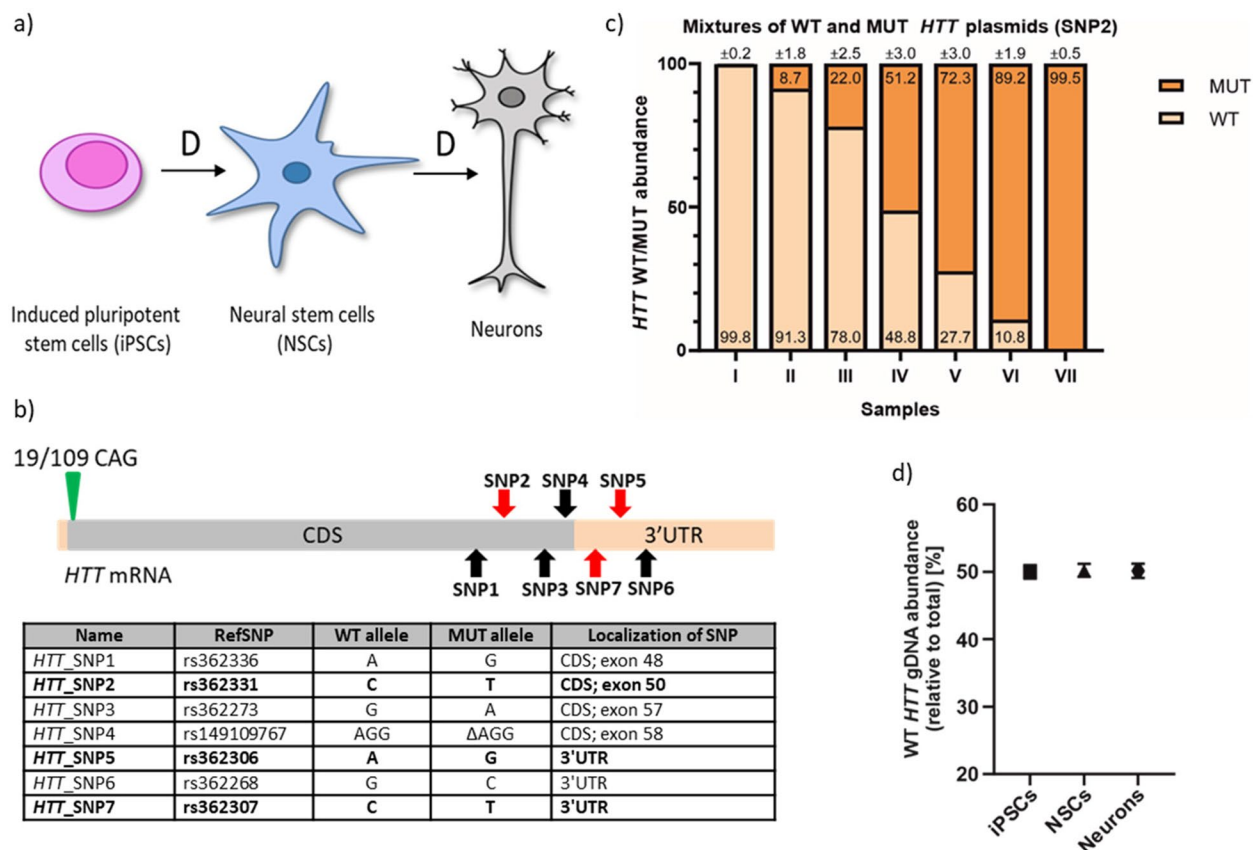 a)
D
D
Induced pluripotent
stem cells (iPSCs)
Neural stem cells
(NSCs)
Neurons
c)
Mixtures of WT and MUT HTT plasmids (SNP2)
±0.2 ±1.8 ±2.5 ±3.0 ±3.0 ±1.9 ±0.5
100
8.7 22.0 51.2 72.3 89.2 99.5
MUT
WT
HTT WT/MUT abundance
50
99.8 91.3 78.0 48.8 27.7 10.8
0
I II III IV V VI VII
Samples
b)
19/109 CAG
SNP2 SNP4 SNP5
CDS 3'UTR
HTT mRNA
SNP1 SNP3 SNP7 SNP6
Name RefSNP WT allele MUT allele Localization of SNP
HTT_SNP1 rs362336 A G CDS; exon 48
HTT_SNP2 rs362331 C T CDS; exon 50
HTT_SNP3 rs362273 G A CDS; exon 57
HTT_SNP4 rs149109767 AGG ΔAGG CDS; exon 58
HTT_SNP5 rs362306 A G 3'UTR
HTT_SNP6 rs362268 G C 3'UTR
HTT_SNP7 rs362307 C T 3'UTR
d)
WT HTT gDNA abundance
(relative to total) [%]
60
50
40
30
20
iPSCs
NSCs
Neurons